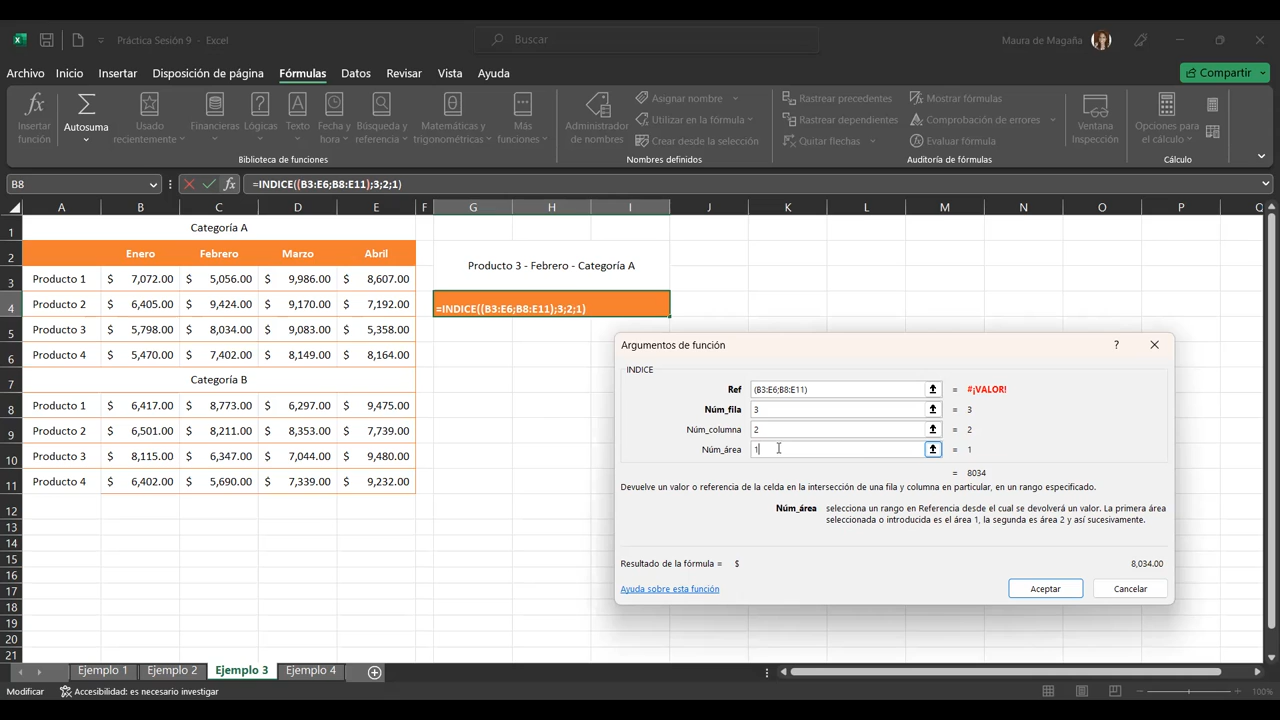 Práctica Sesión 9 - Excel
Buscar
Maura de Magaña
Archivo Inicio Insertar Disposición de página Fórmulas Datos Revisar Vista Ayuda
Compartir
Insertar función
Autosuma
Usado recientemente
Financieras
Lógicas
Texto
Fecha y hora
Búsqueda y referencia
Matemáticas y trigonométricas
Más funciones
Biblioteca de funciones
Administrador de nombres
Asignar nombre
Utilizar en la fórmula
Crear desde la selección
Nombres definidos
Rastrear precedentes
Rastrear dependientes
Quitar flechas
Mostrar fórmulas
Comprobación de errores
Evaluar fórmula
Auditoría de fórmulas
Ventana Inspección
Opciones para el cálculo
Cálculo
B8
fx
=INDICE((B3:E6;B8:E11);3;2;1)
A B C D E F G H I J K L M N O P Q
1 Categoría A
2 Enero Febrero Marzo Abril
3 Producto 1 $ 7,072.00 $ 5,056.00 $ 9,986.00 $ 8,607.00
Producto 3 - Febrero - Categoría A
4 Producto 2 $ 6,405.00 $ 9,424.00 $ 9,170.00 $ 7,192.00
=INDICE((B3:E6;B8:E11);3;2;1)
5 Producto 3 $ 5,798.00 $ 8,034.00 $ 9,083.00 $ 5,358.00
6 Producto 4 $ 5,470.00 $ 7,402.00 $ 8,149.00 $ 8,164.00
7 Categoría B
8 Producto 1 $ 6,417.00 $ 8,773.00 $ 6,297.00 $ 9,475.00
9 Producto 2 $ 6,501.00 $ 8,211.00 $ 8,353.00 $ 7,739.00
10 Producto 3 $ 8,115.00 $ 6,347.00 $ 7,044.00 $ 9,480.00
11 Producto 4 $ 6,402.00 $ 5,690.00 $ 7,339.00 $ 9,232.00
12
13
14
15
16
17
18
19
20
21
Argumentos de función ?
INDICE
Ref (B3:E6;B8:E11) = #¡VALOR!
Núm_fila 3 = 3
Núm_columna 2 = 2
Núm_área 1 = 1
= 8034
Devuelve un valor o referencia de la celda en la intersección de una fila y columna en particular, en un rango especificado.
Núm_área selecciona un rango en Referencia desde el cual se devolverá un valor. La primera área
seleccionada o introducida es el área 1, la segunda es área 2 y así sucesivamente.
Resultado de la fórmula = $ 8,034.00
Ayuda sobre esta función
Aceptar
Cancelar
Ejemplo 1 Ejemplo 2 Ejemplo 3 Ejemplo 4
Modificar
Accesibilidad: es necesario investigar
100%